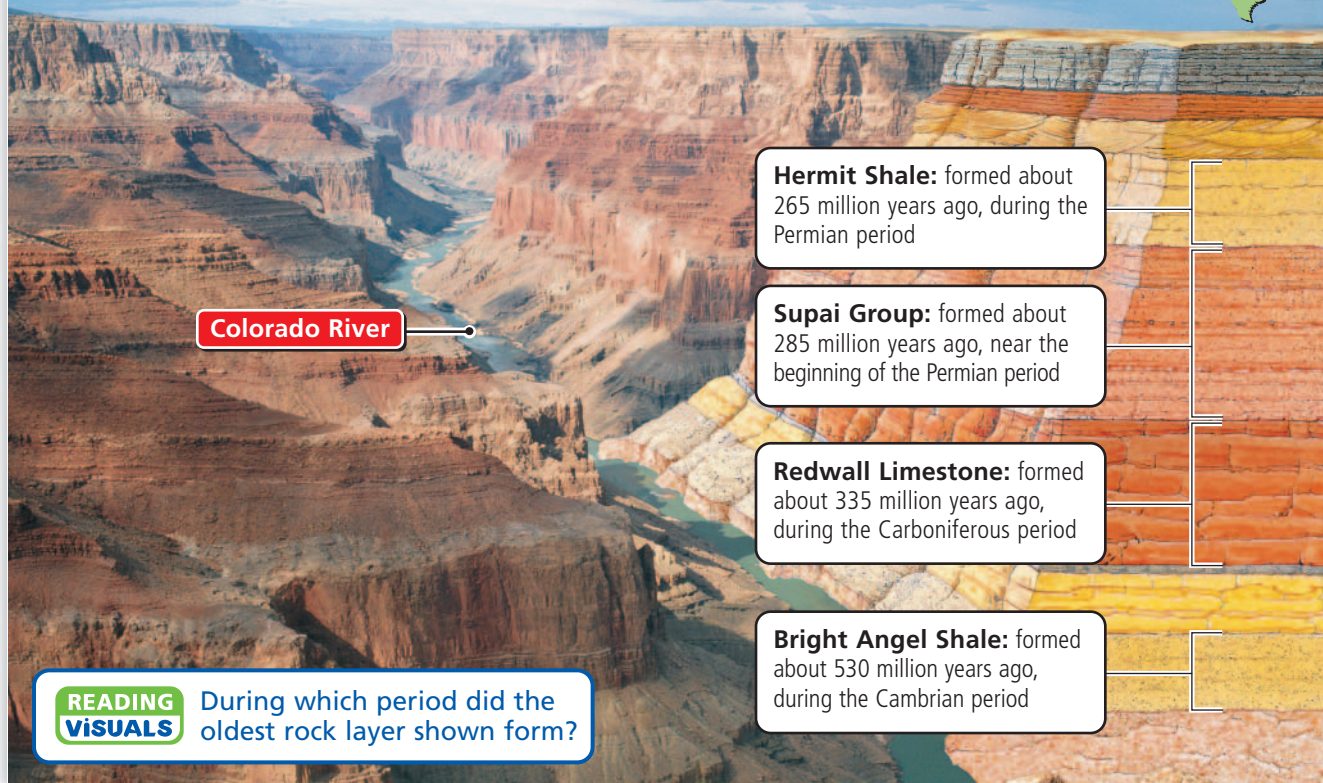 Hermit Shale: formed about
265 million years ago, during the
Permian period
Supai Group: formed about
285 million years ago, near the
beginning of the Permian period
Colorado River
Redwall Limestone: formed
about 335 million years ago,
during the Carboniferous period
Bright Angel Shale: formed
about 530 million years ago,
during the Cambrian period
READING
ViSUALS
During which period did the
oldest rock layer shown form?